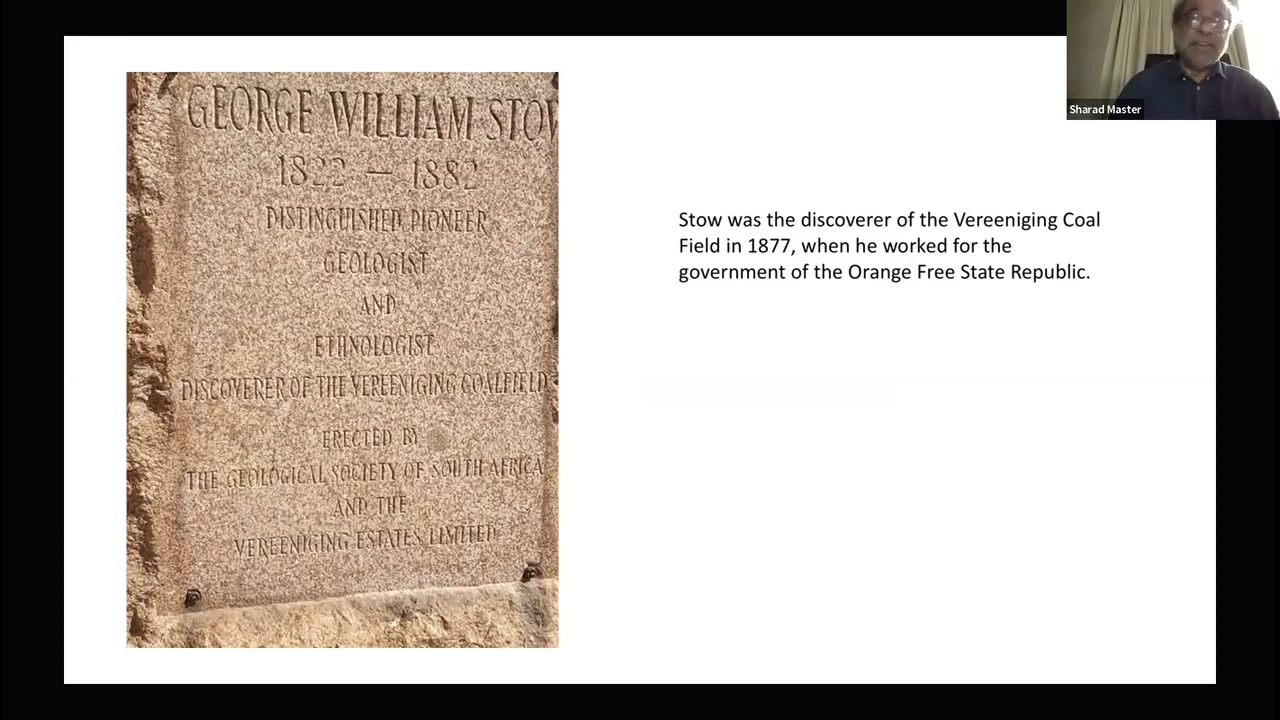 GEORGE WILLIAM STOW
1822 — 1882
DISTINGUISHED PIONEER
GEOLOGIST
AND
ETHNOLOGIST
DISCOVERER OF THE VEREENIGING COALFIELD
ERECTED BY
THE GEOLOGICAL SOCIETY OF SOUTH AFRICA
AND THE
VEREENIGING ESTATES LIMITED
Stow was the discoverer of the Vereeniging Coal
Field in 1877, when he worked for the
government of the Orange Free State Republic.
Sharad Master